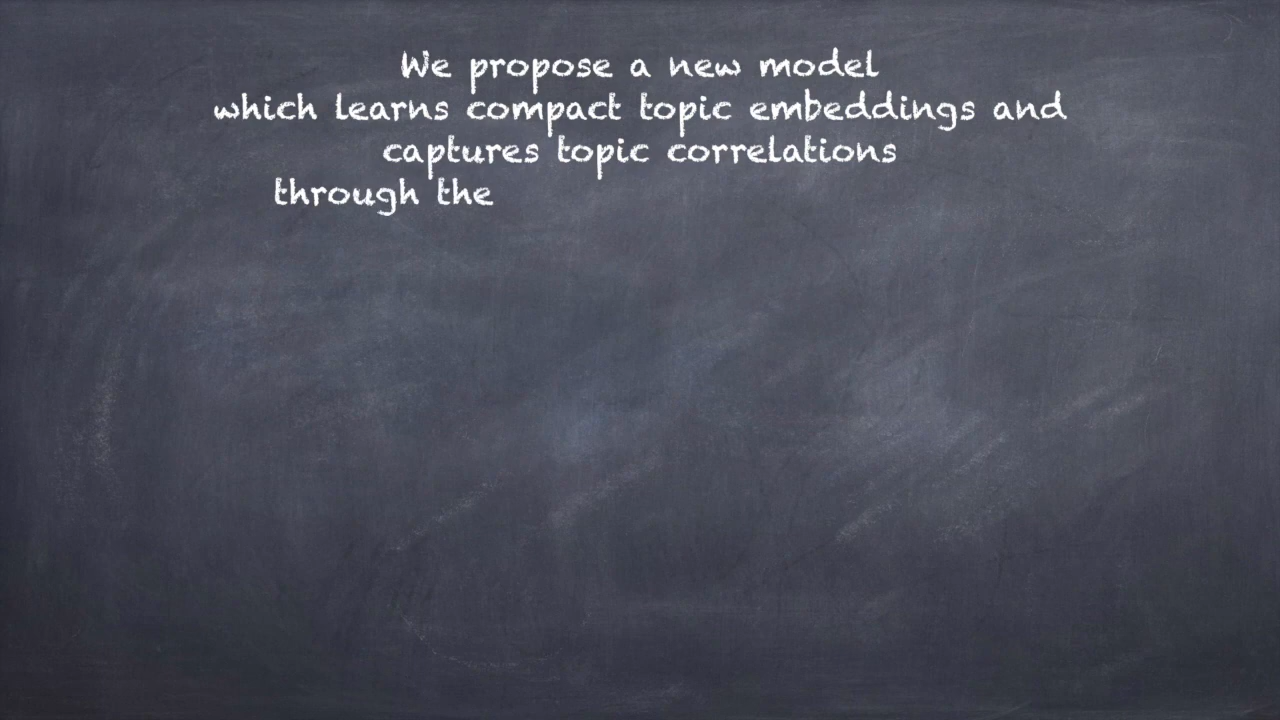 We propose a new model
which learns compact topic embeddings and
captures topic correlations
through the